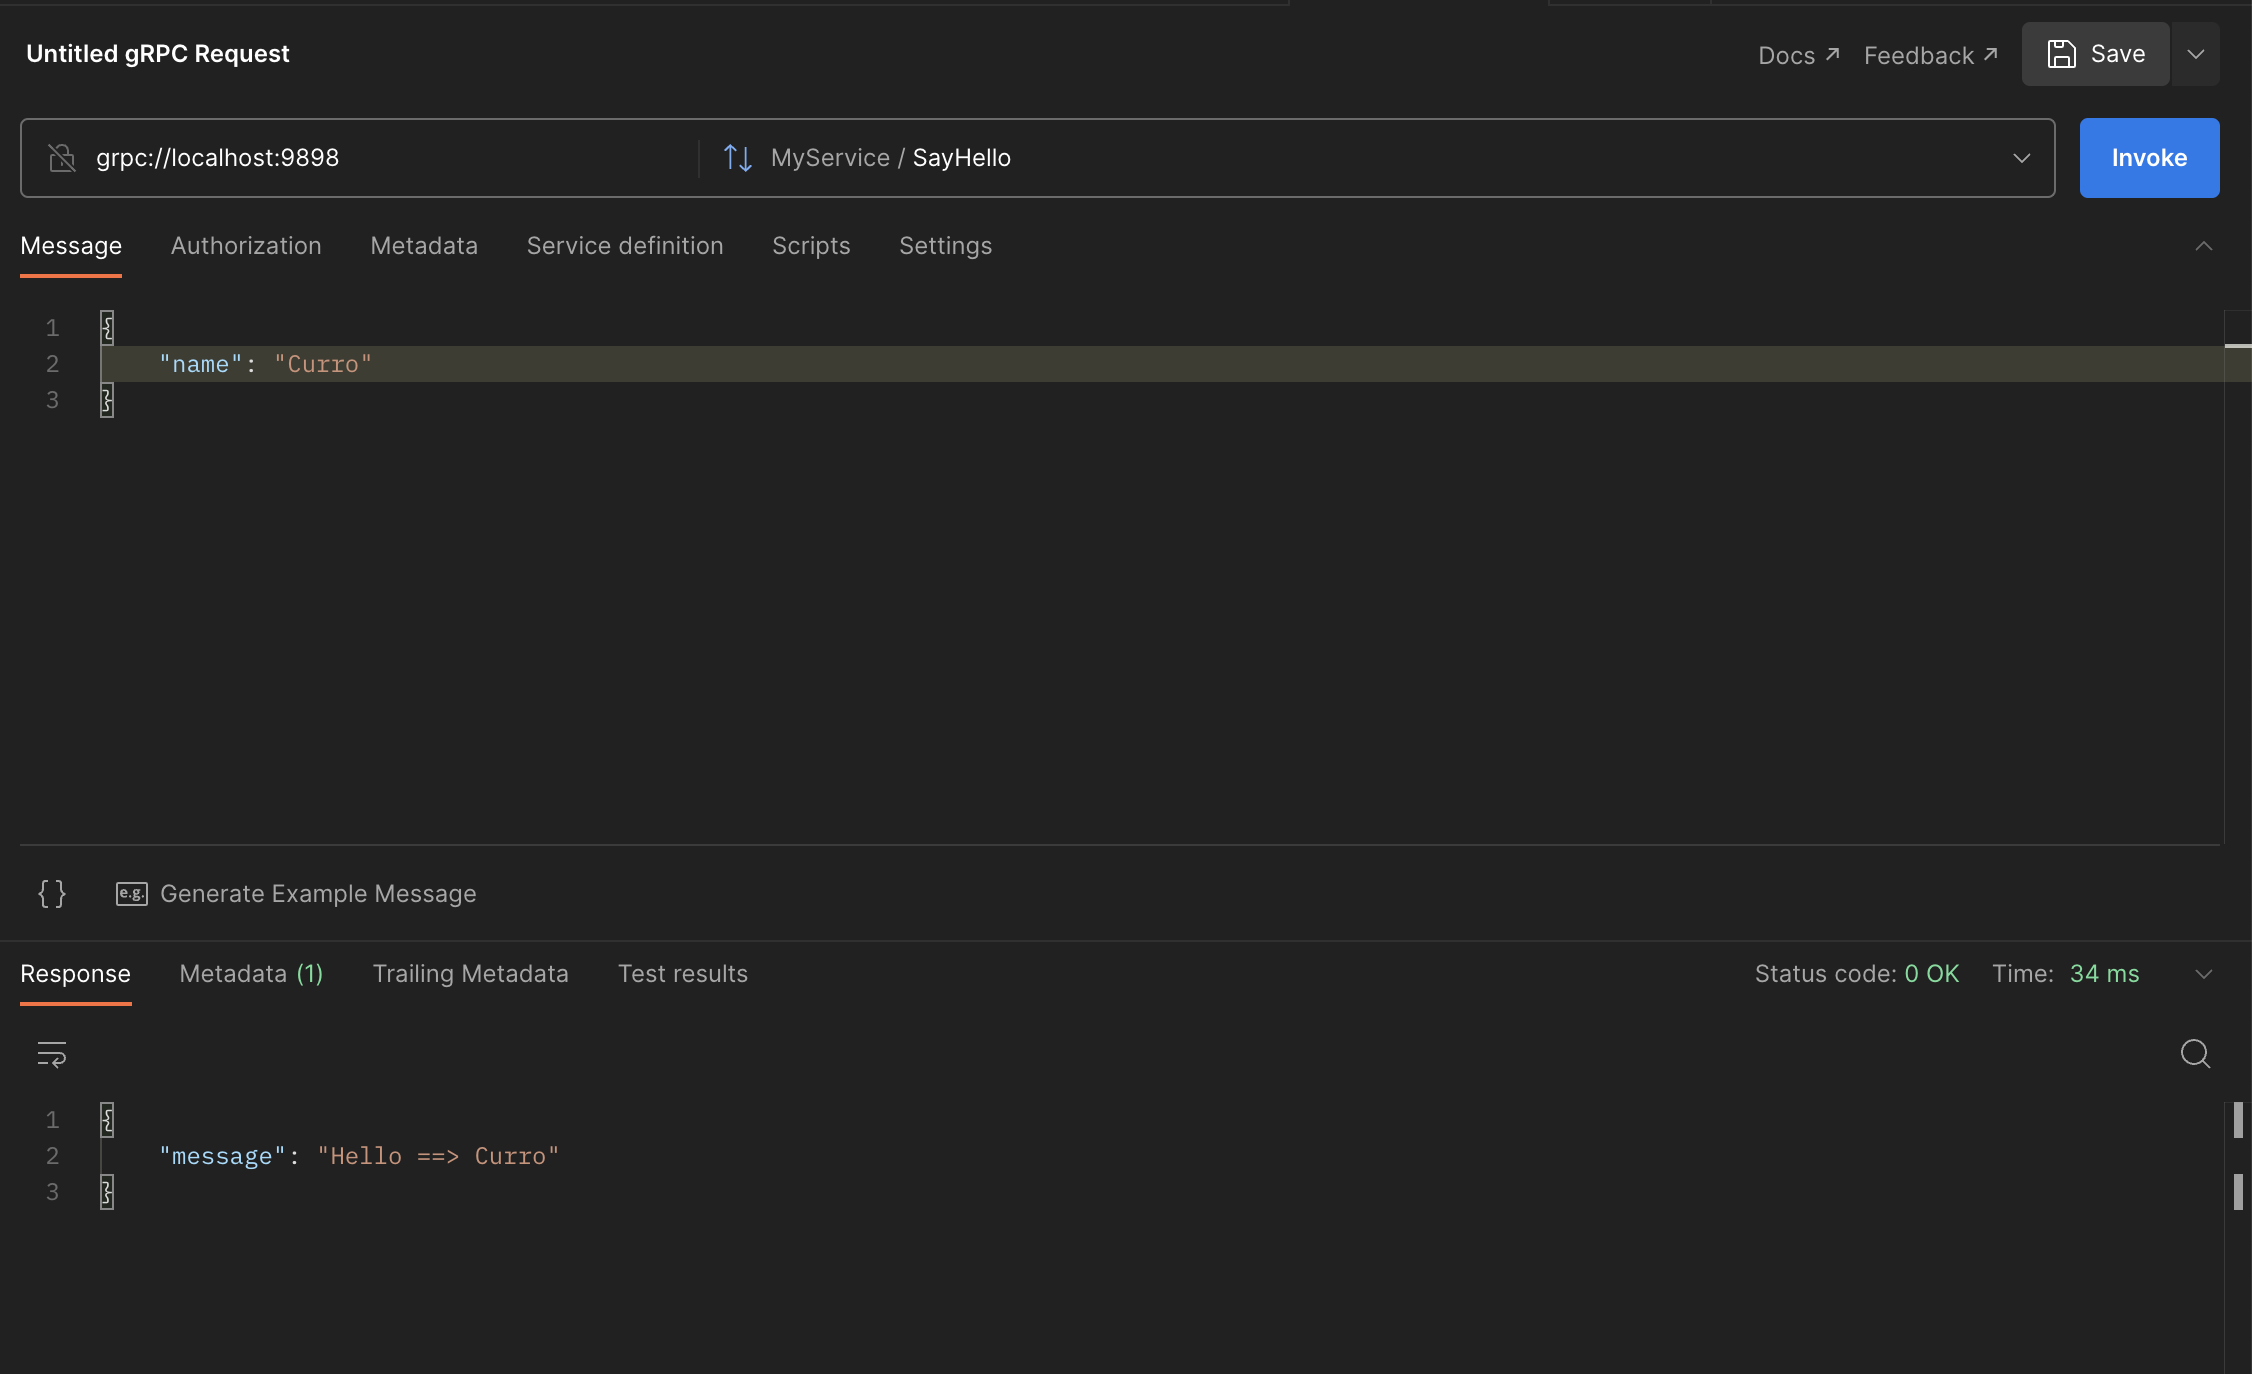 Untitled gRPC Request
Docs ↗ Feedback ↗ Save
grpc://localhost:9898 MyService / SayHello Invoke
Message Authorization Metadata Service definition Scripts Settings
1 {
2 "name": "Curro"
3 }
{} e.g. Generate Example Message
Response Metadata (1) Trailing Metadata Test results Status code: 0 OK Time: 34 ms
1 {
2 "message": "Hello ==> Curro"
3 }